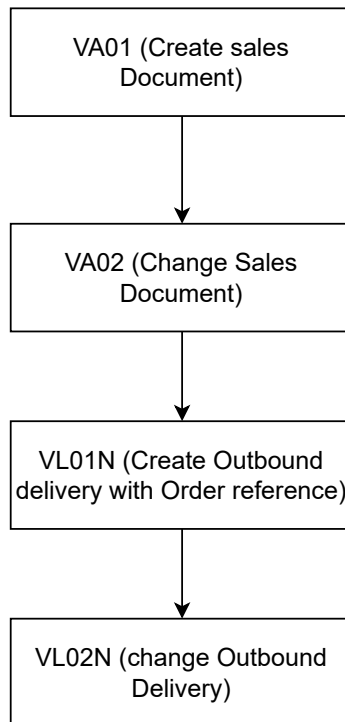 VA01 (Create sales
Document)
VA02 (Change Sales
Document)
VL01N (Create Outbound
delivery with Order reference)
VL02N (change Outbound
Delivery)